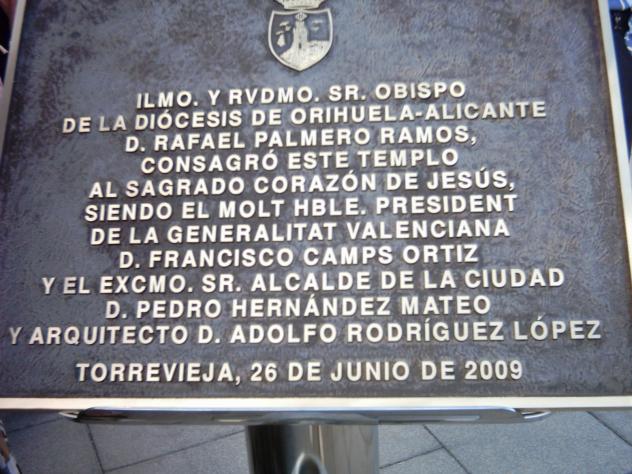 ILMO. Y RVDMO. SR. OBISPO
DE LA DIÓCESIS DE ORIHUELA-ALICANTE
D. RAFAEL PALMERO RAMOS,
CONSAGRÓ ESTE TEMPLO
AL SAGRADO CORAZÓN DE JESÚS,
SIENDO EL MOLT HBLE. PRESIDENT
DE LA GENERALITAT VALENCIANA
D. FRANCISCO CAMPS ORTIZ
Y EL EXCMO. SR. ALCALDE DE LA CIUDAD
D. PEDRO HERNÁNDEZ MATEO
Y ARQUITECTO D. ADOLFO RODRÍGUEZ LÓPEZ
TORREVIEJA, 26 DE JUNIO DE 2009